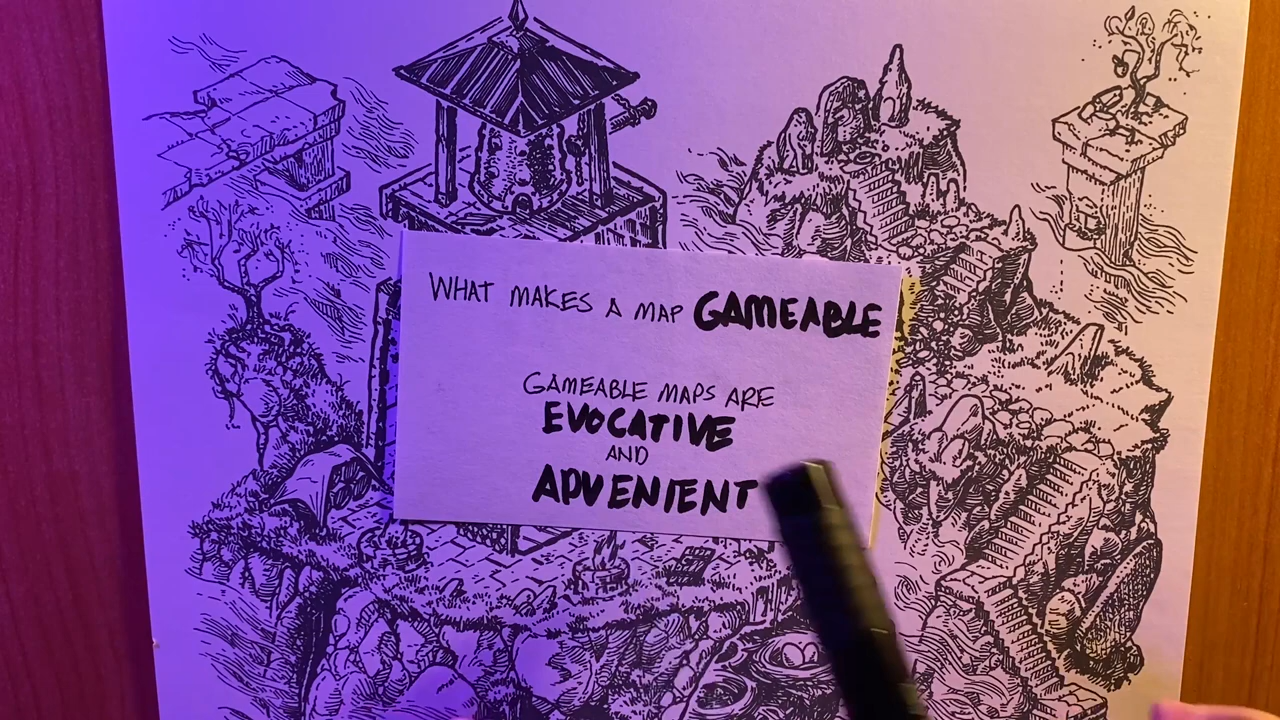 WHAT MAKES A MAP GAMEABLE
GAMEABLE MAPS ARE
EVOCATIVE
AND
ADVENIENT